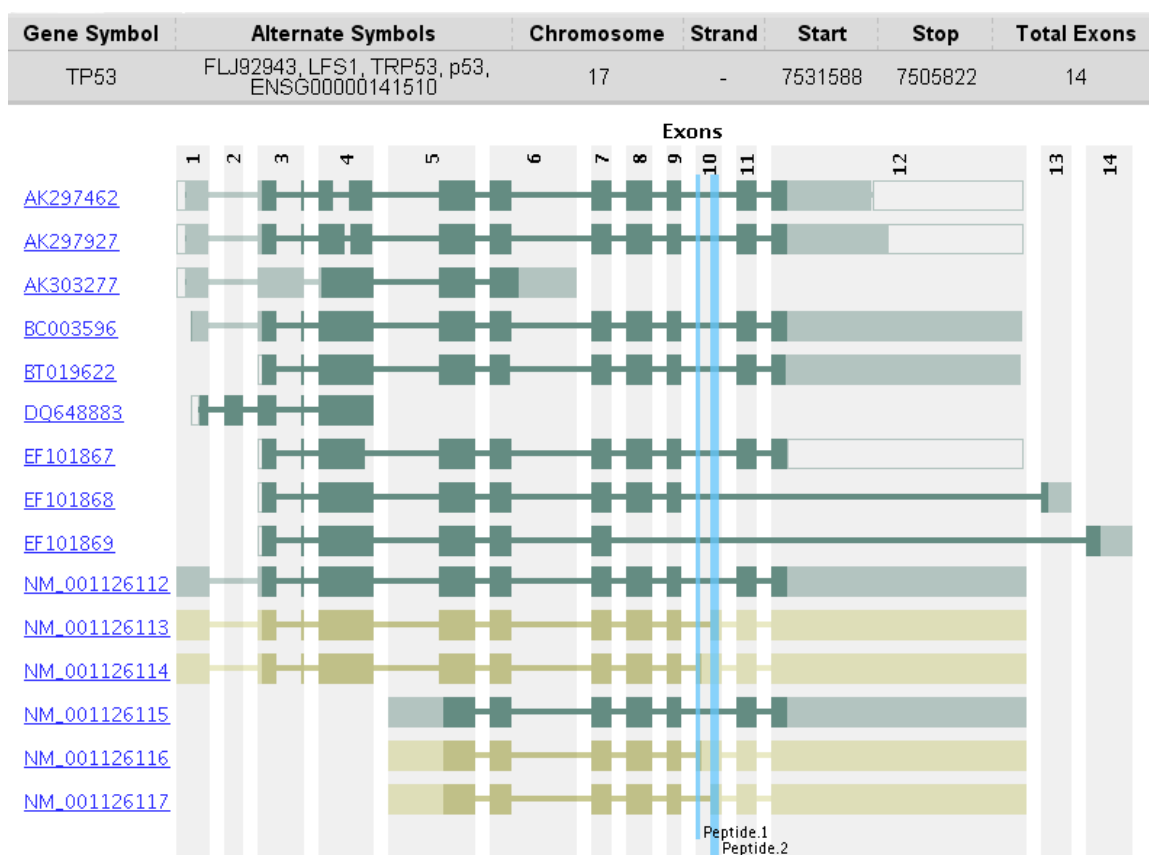 Gene Symbol Alternate Symbols Chromosome Strand Start Stop Total Exons
TP53 FLJ92943, LFS1, TRP53, p53, 17 - 7531588 7505822 14
ENSG00000141510
Exons
1 2 3 4 5 6 7 8 9 10 11 12 13 14
AK297462
AK297927
AK303277
BC003596
BT019622
DQ648883
EF101867
EF101868
EF101869
NM_001126112
NM_001126113
NM_001126114
NM_001126115
NM_001126116
NM_001126117
Peptide.1
Peptide.2